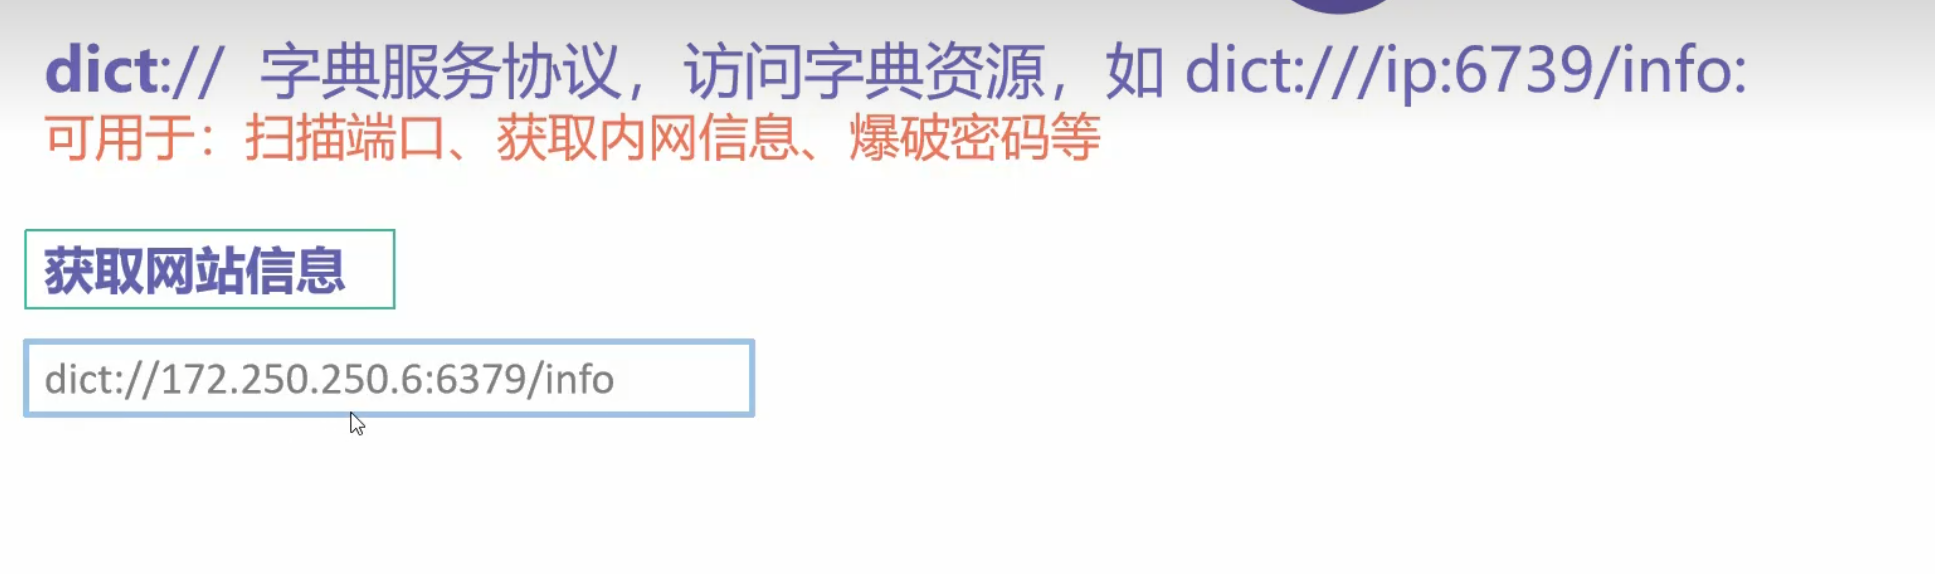 dict:// 字典服务协议，访问字典资源，如 dict:///ip:6739/info:
可用于：扫描端口、获取内网信息、爆破密码等
获取网站信息
dict://172.250.250.6:6379/info